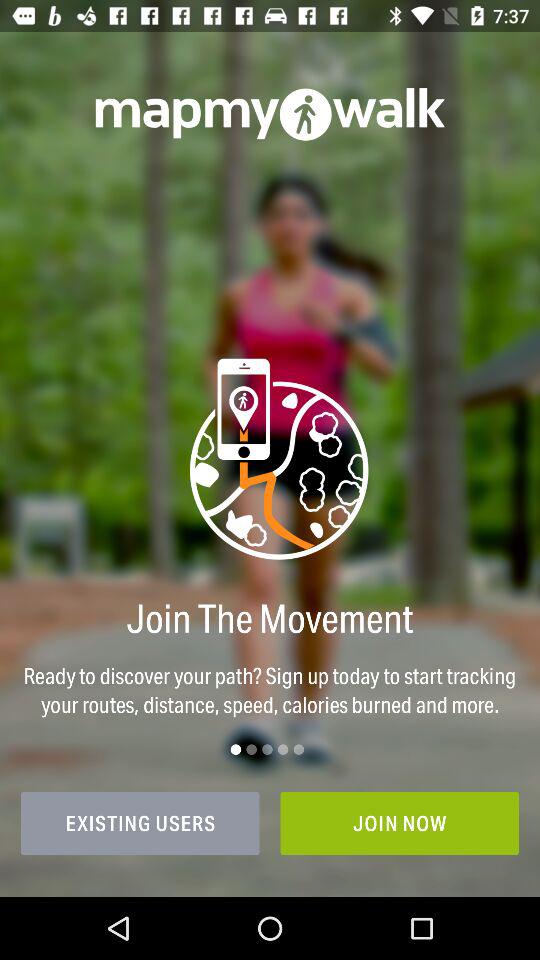 7:37
mapmywalk
Join The Movement
Ready to discover your path? Sign up today to start tracking
your routes, distance, speed, calories burned and more.
EXISTING USERS
JOIN NOW